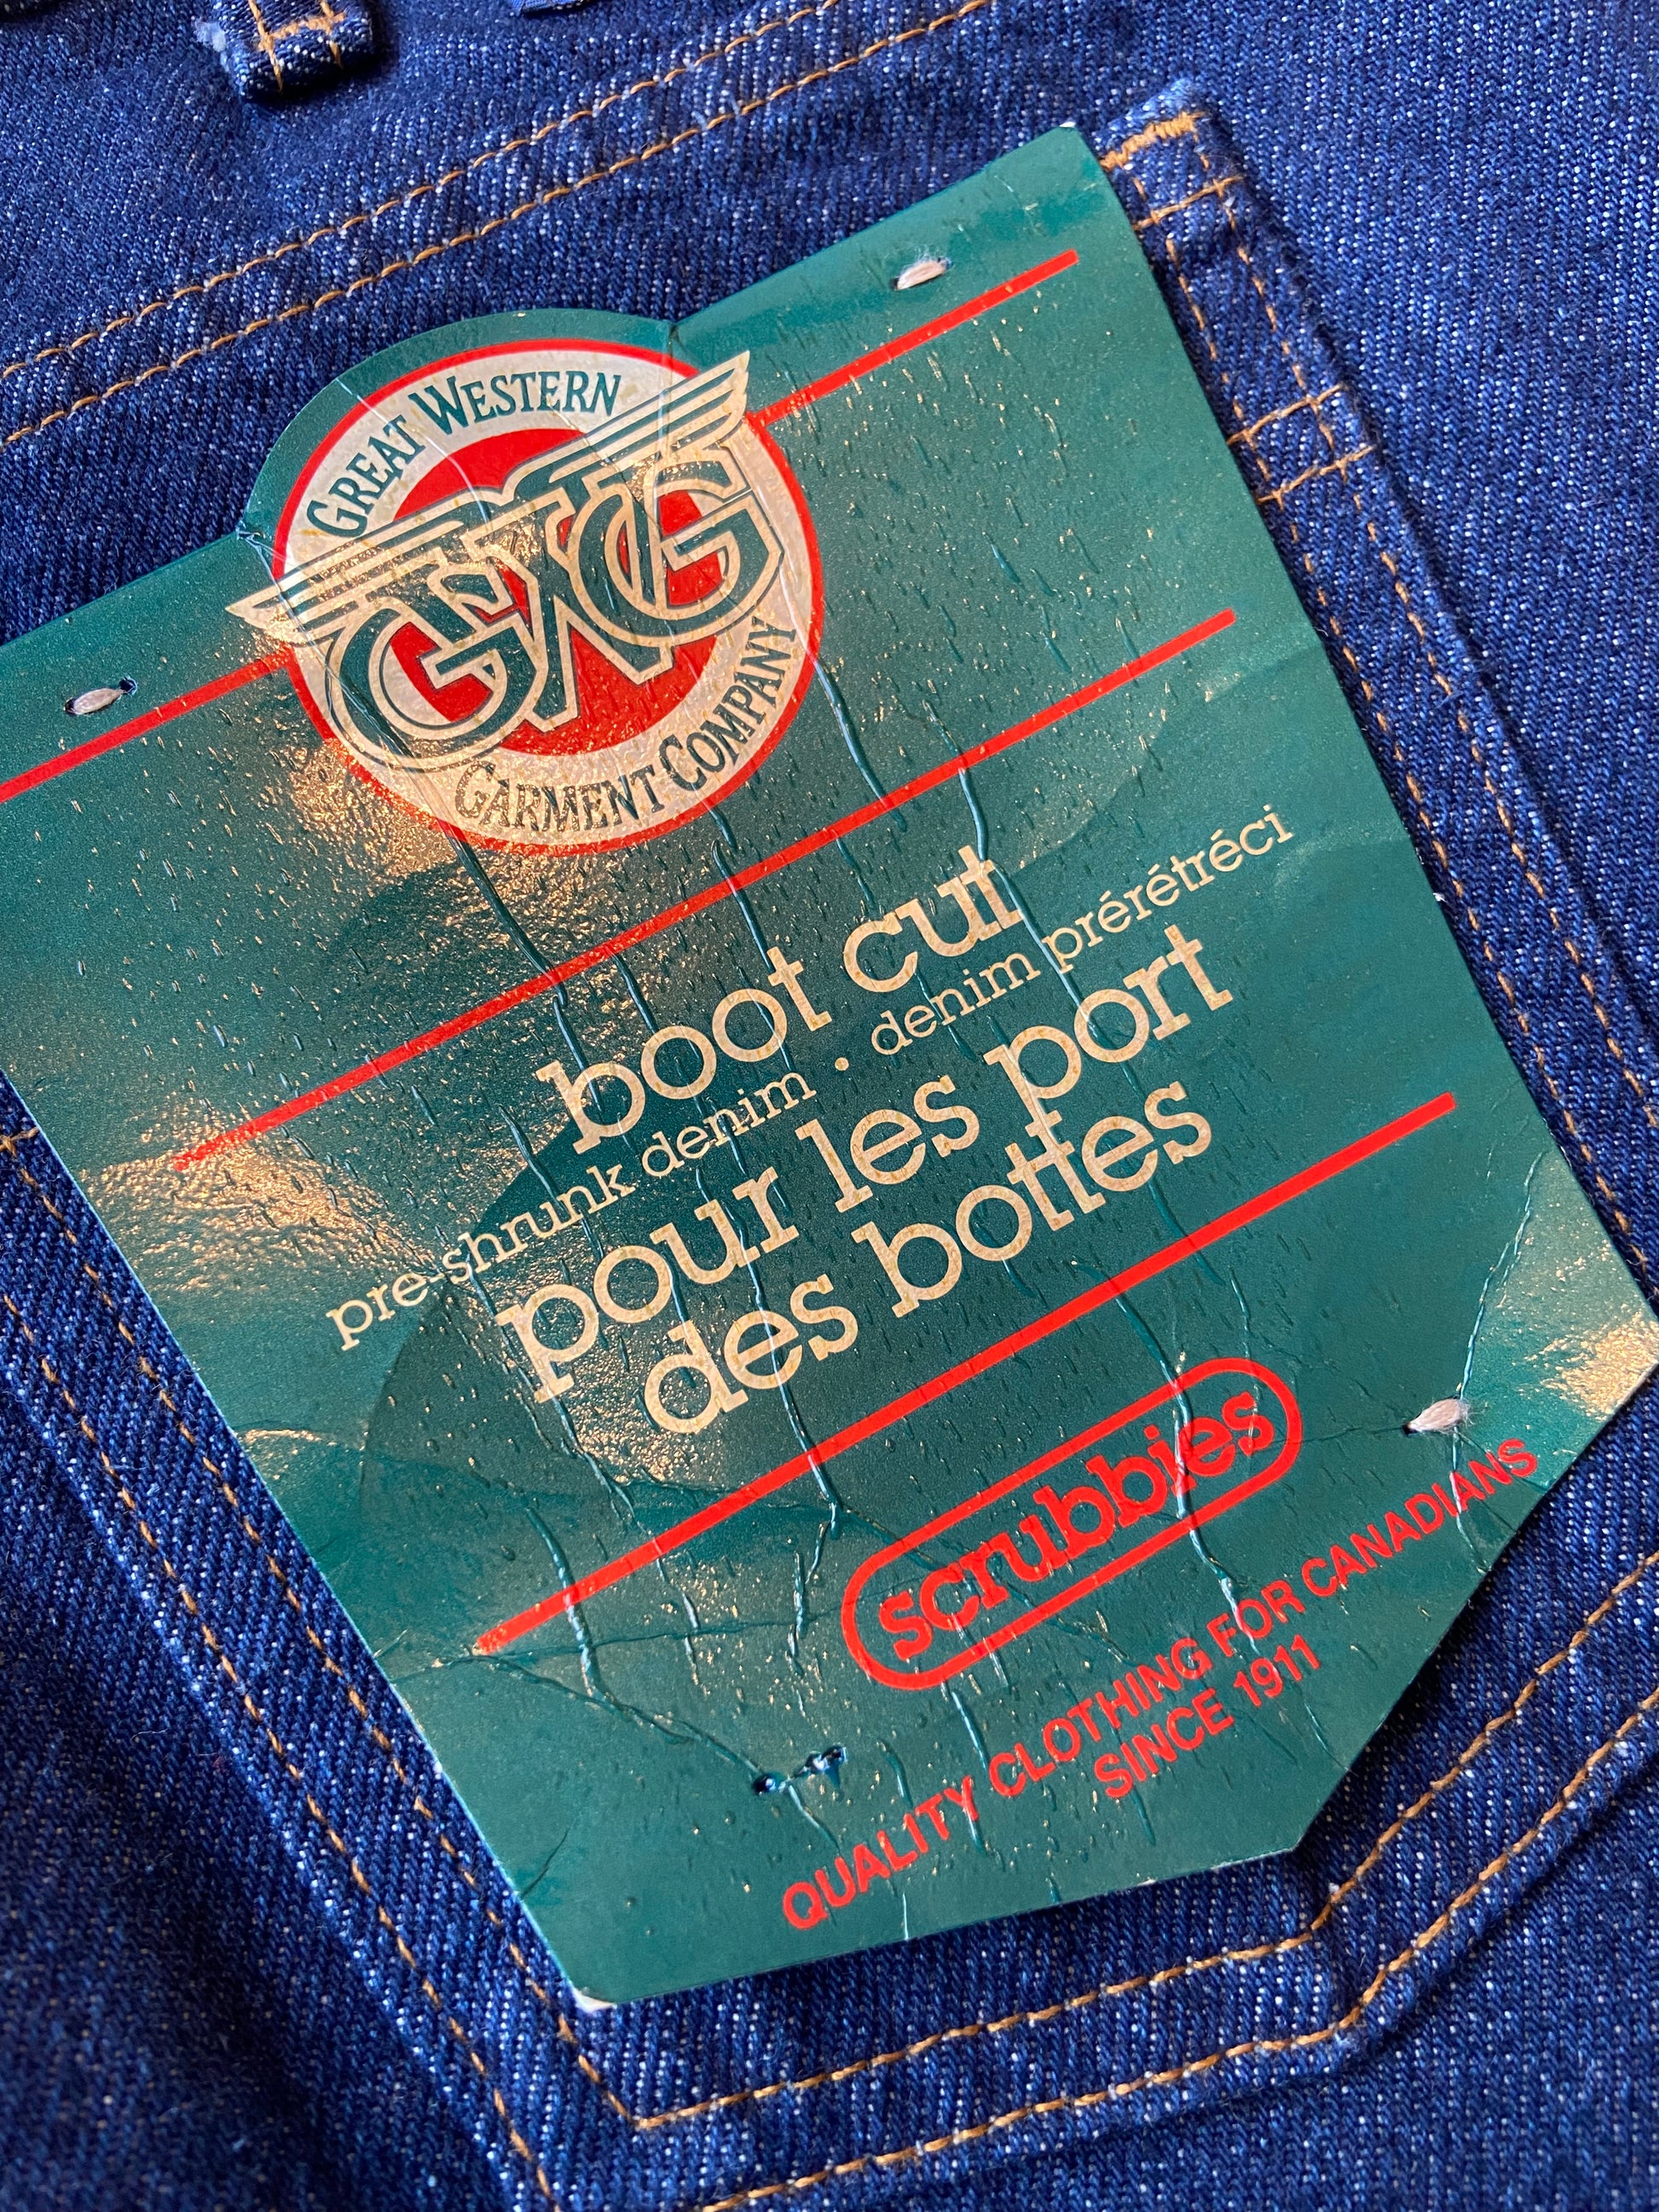 GREAT WESTERN
GWG
GARMENT COMPANY
boot cut
pre-shrunk denim · denim prérétréci
pour les port
des bottes
scrubbies
QUALITY CLOTHING FOR CANADIANS
SINCE 1911